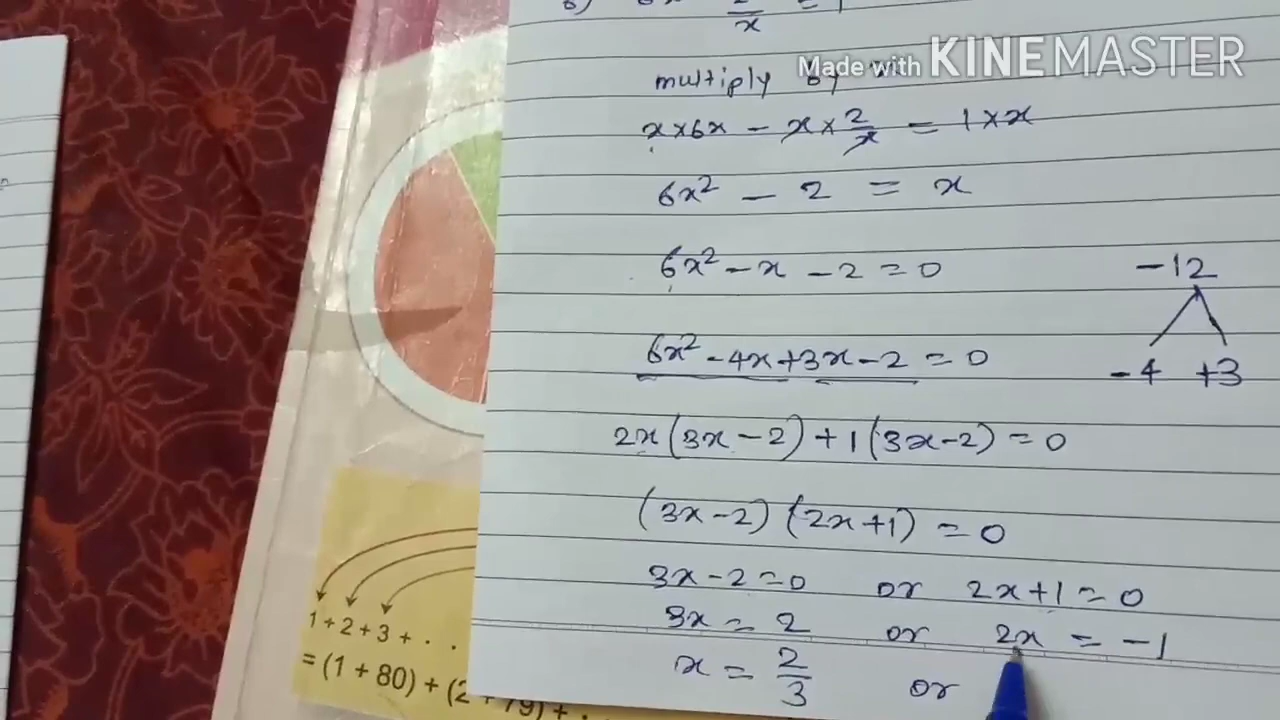 Made with KINEMASTER
multiply by
x × 6x - x × 2/x = 1 × x
6x² - 2 = x
6x² - x - 2 = 0
-12
6x² - 4x + 3x - 2 = 0
-4 +3
2x(3x - 2) + 1(3x - 2) = 0
(3x - 2) (2x + 1) = 0
3x - 2 = 0 or 2x + 1 = 0
3x = 2 or 2x = -1
x = 2/3 or
1 + 2 + 3 + . .
= (1 + 80) + (2 + 79) +